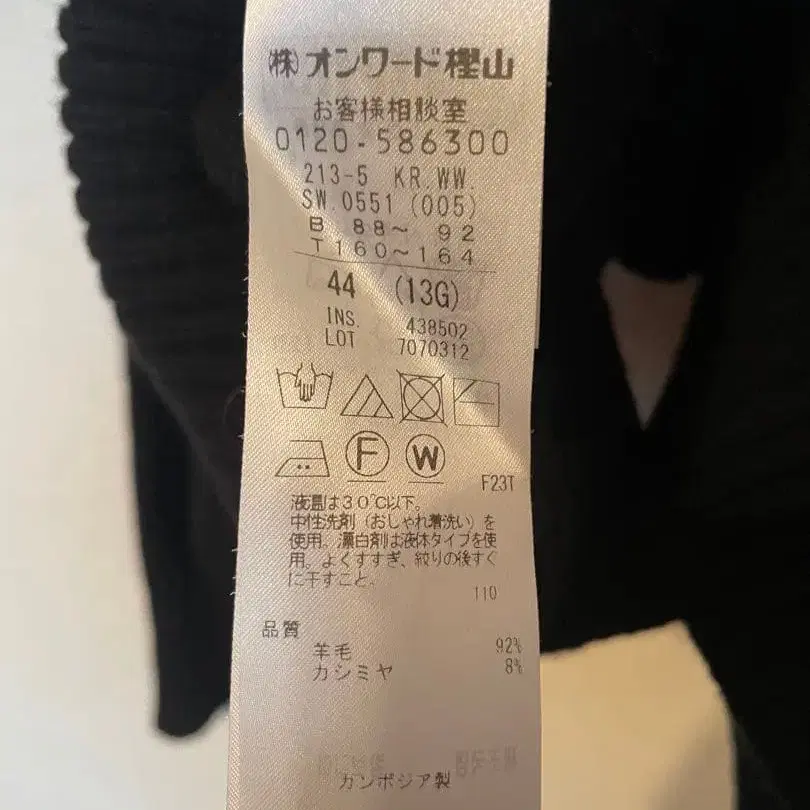 (株)オンワード樫山
お客様相談室
0120-586300
213-5 KR.WW.
SW.0551 (005)
B 88~ 92
T160~164
44 (13G)
INS. 438502
LOT 7070312
F W
F23T
液温は30℃以下。
中性洗剤(おしゃれ着洗い)を
使用。漂白剤は液体タイプを使
用。よくすすぎ、絞りの後すぐ
に干すこと。
110
品質
羊毛 92%
カシミヤ 8%
カンボジア製